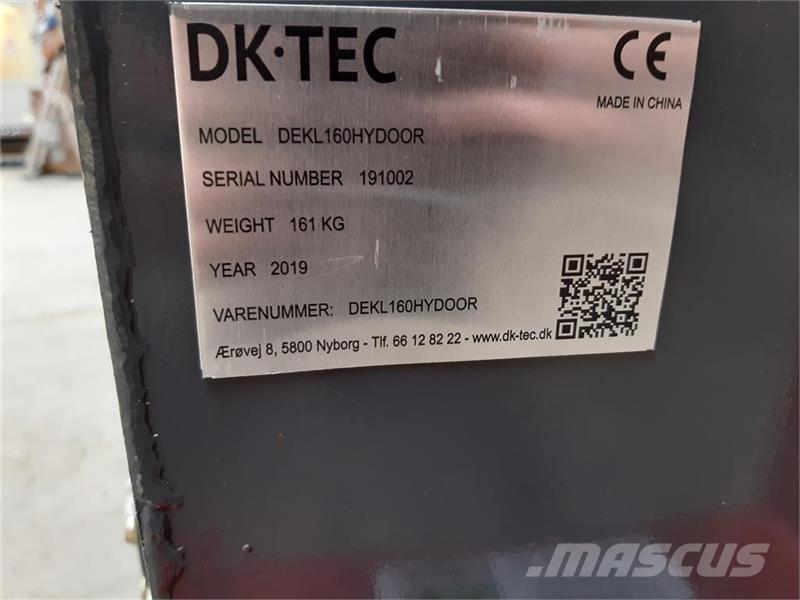 DK·TEC
CE
MADE IN CHINA
MODEL DEKL160HYDOOR
SERIAL NUMBER 191002
WEIGHT 161 KG
YEAR 2019
VARENUMMER: DEKL160HYDOOR
Ærøvej 8, 5800 Nyborg - Tlf. 66 12 82 22 - www.dk-tec.dk
MASCUS